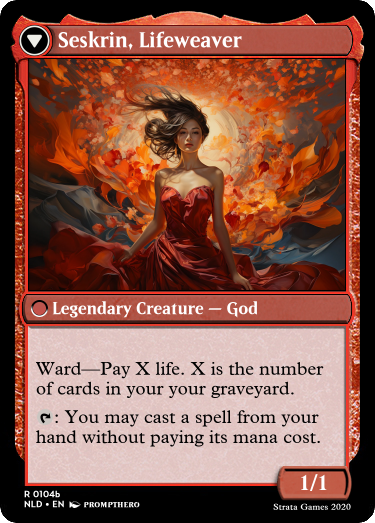 Seskrin, Lifeweaver
Legendary Creature — God
Ward—Pay X life. X is the number
of cards in your your graveyard.
: You may cast a spell from your
hand without paying its mana cost.
1/1
R 0104b
NLD • EN PROMPTHERO
Strata Games 2020